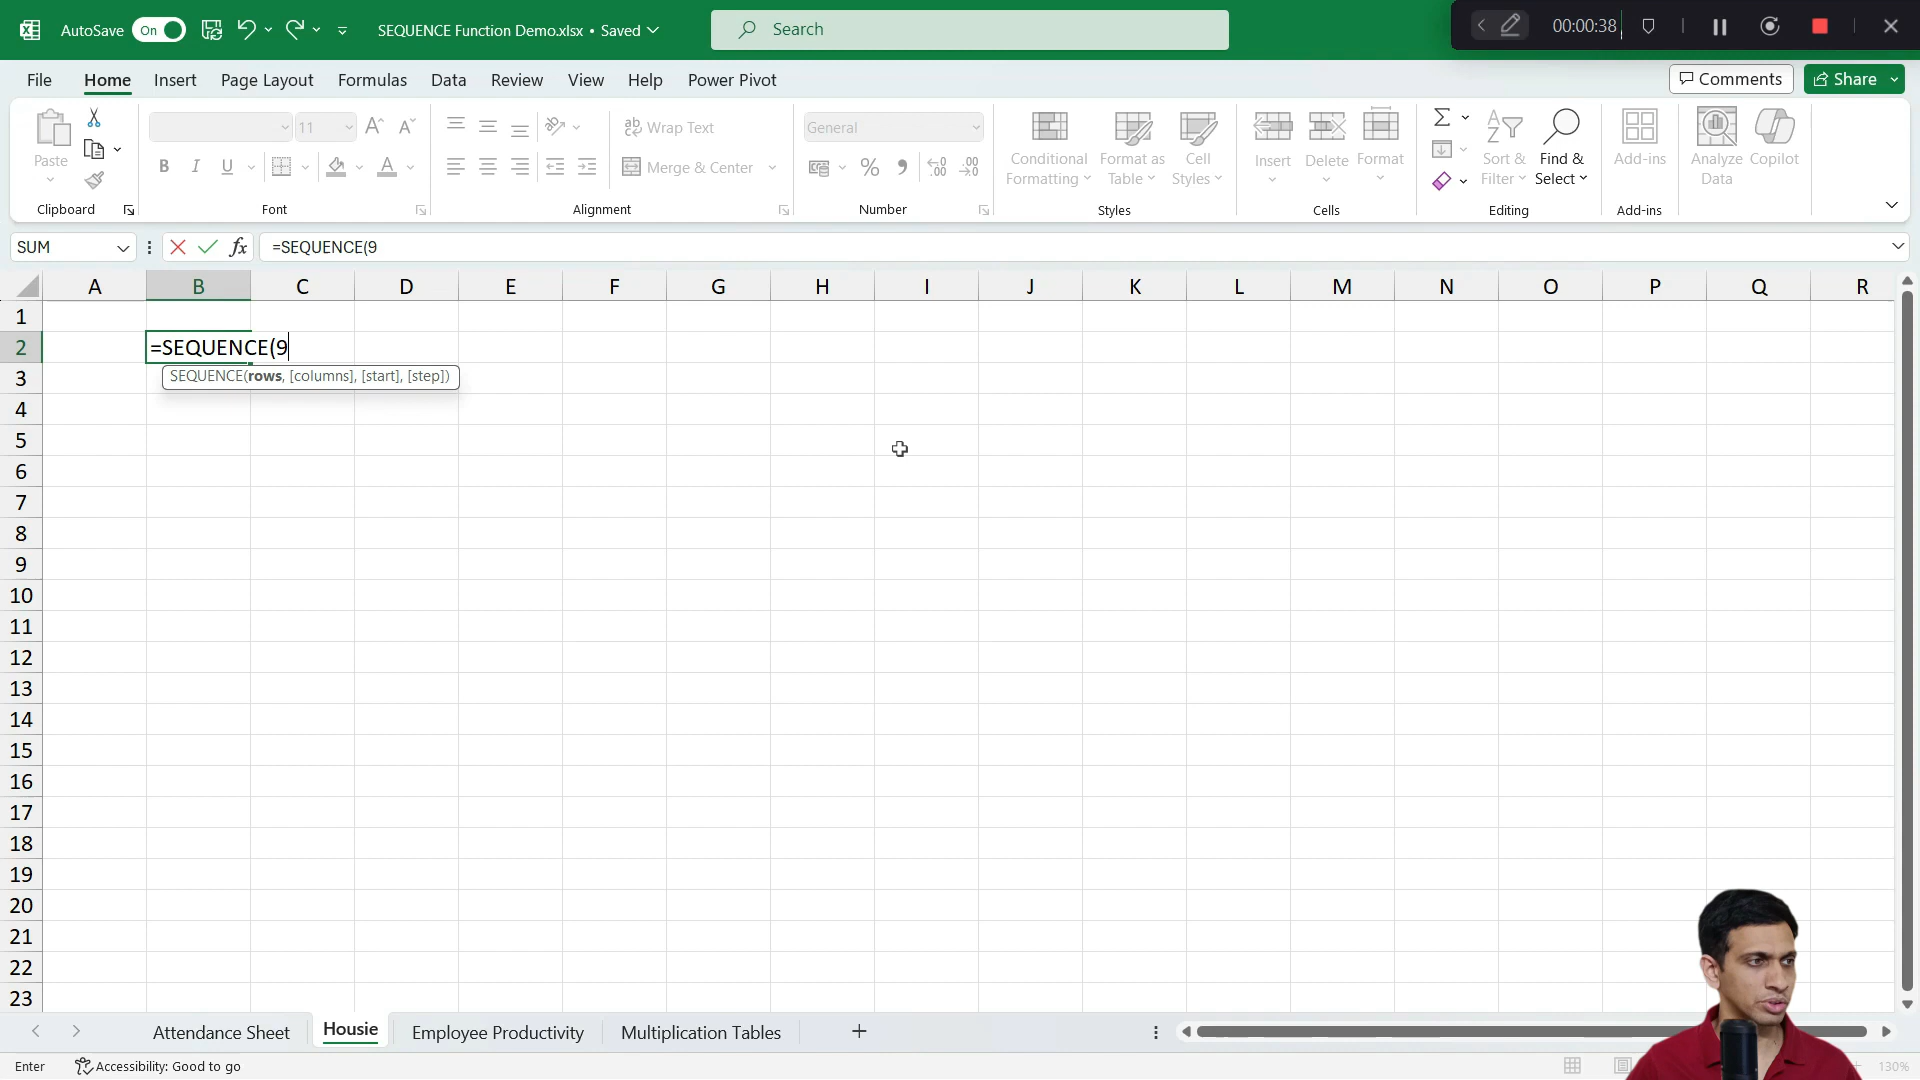 AutoSave On SEQUENCE Function Demo.xlsx • Saved Search 00:00:38
File Home Insert Page Layout Formulas Data Review View Help Power Pivot Comments Share
Paste
Clipboard
11
B I U A
Font
ab Wrap Text
Merge & Center
Alignment
General
Number
Conditional Formatting
Format as Table
Cell Styles
Styles
Insert
Delete
Format
Cells
Sort & Filter
Find & Select
Editing
Add-ins
Add-ins
Analyze Data
Copilot
SUM fx =SEQUENCE(9
A B C D E F G H I J K L M N O P Q R
1
2 =SEQUENCE(9
SEQUENCE(rows, [columns], [start], [step])
3
4
5
6
7
8
9
10
11
12
13
14
15
16
17
18
19
20
21
22
23
Attendance Sheet Housie Employee Productivity Multiplication Tables
Enter Accessibility: Good to go 130%